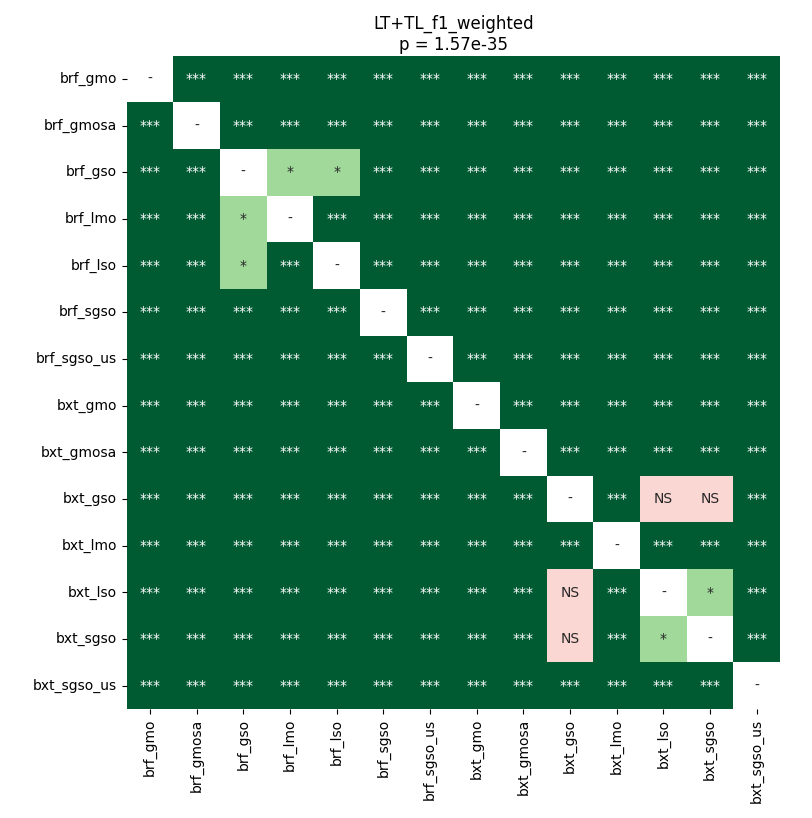 LT+TL_f1_weighted
p = 1.57e-35
brf_gmo - *** *** *** *** *** *** *** *** *** *** *** *** ***
brf_gmosa *** - *** *** *** *** *** *** *** *** *** *** *** ***
brf_gso *** *** - * * *** *** *** *** *** *** *** *** ***
brf_lmo *** *** * - *** *** *** *** *** *** *** *** *** ***
brf_lso *** *** * *** - *** *** *** *** *** *** *** *** ***
brf_sgso *** *** *** *** *** - *** *** *** *** *** *** *** ***
brf_sgso_us *** *** *** *** *** *** - *** *** *** *** *** *** ***
bxt_gmo *** *** *** *** *** *** *** - *** *** *** *** *** ***
bxt_gmosa *** *** *** *** *** *** *** *** - *** *** *** *** ***
bxt_gso *** *** *** *** *** *** *** *** *** - *** NS NS ***
bxt_lmo *** *** *** *** *** *** *** *** *** *** - *** *** ***
bxt_lso *** *** *** *** *** *** *** *** *** NS *** - * ***
bxt_sgso *** *** *** *** *** *** *** *** *** NS *** * - ***
bxt_sgso_us *** *** *** *** *** *** *** *** *** *** *** *** *** -
brf_gmo
brf_gmosa
brf_gso
brf_lmo
brf_lso
brf_sgso
brf_sgso_us
bxt_gmo
bxt_gmosa
bxt_gso
bxt_lmo
bxt_lso
bxt_sgso
bxt_sgso_us